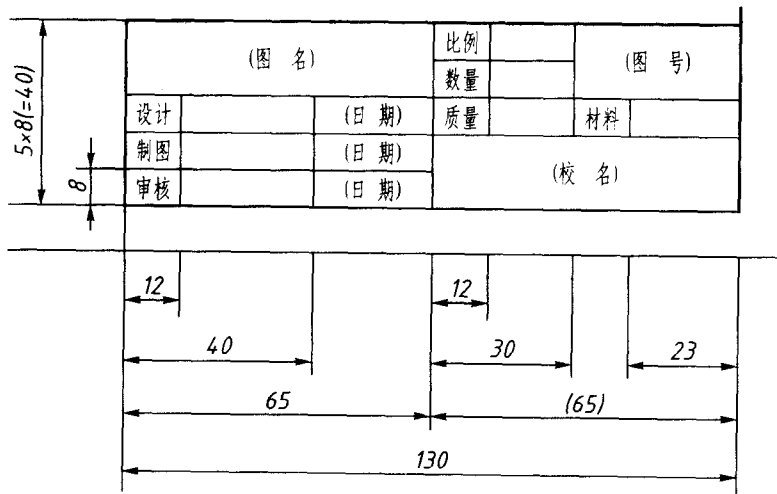 (图 名)
比例
(图 号)
数量
设计
(日 期)
质量
材料
制图
(日 期)
(校 名)
审核
(日 期)
5×8(=40)
8
12
12
40
30
23
65
(65)
130